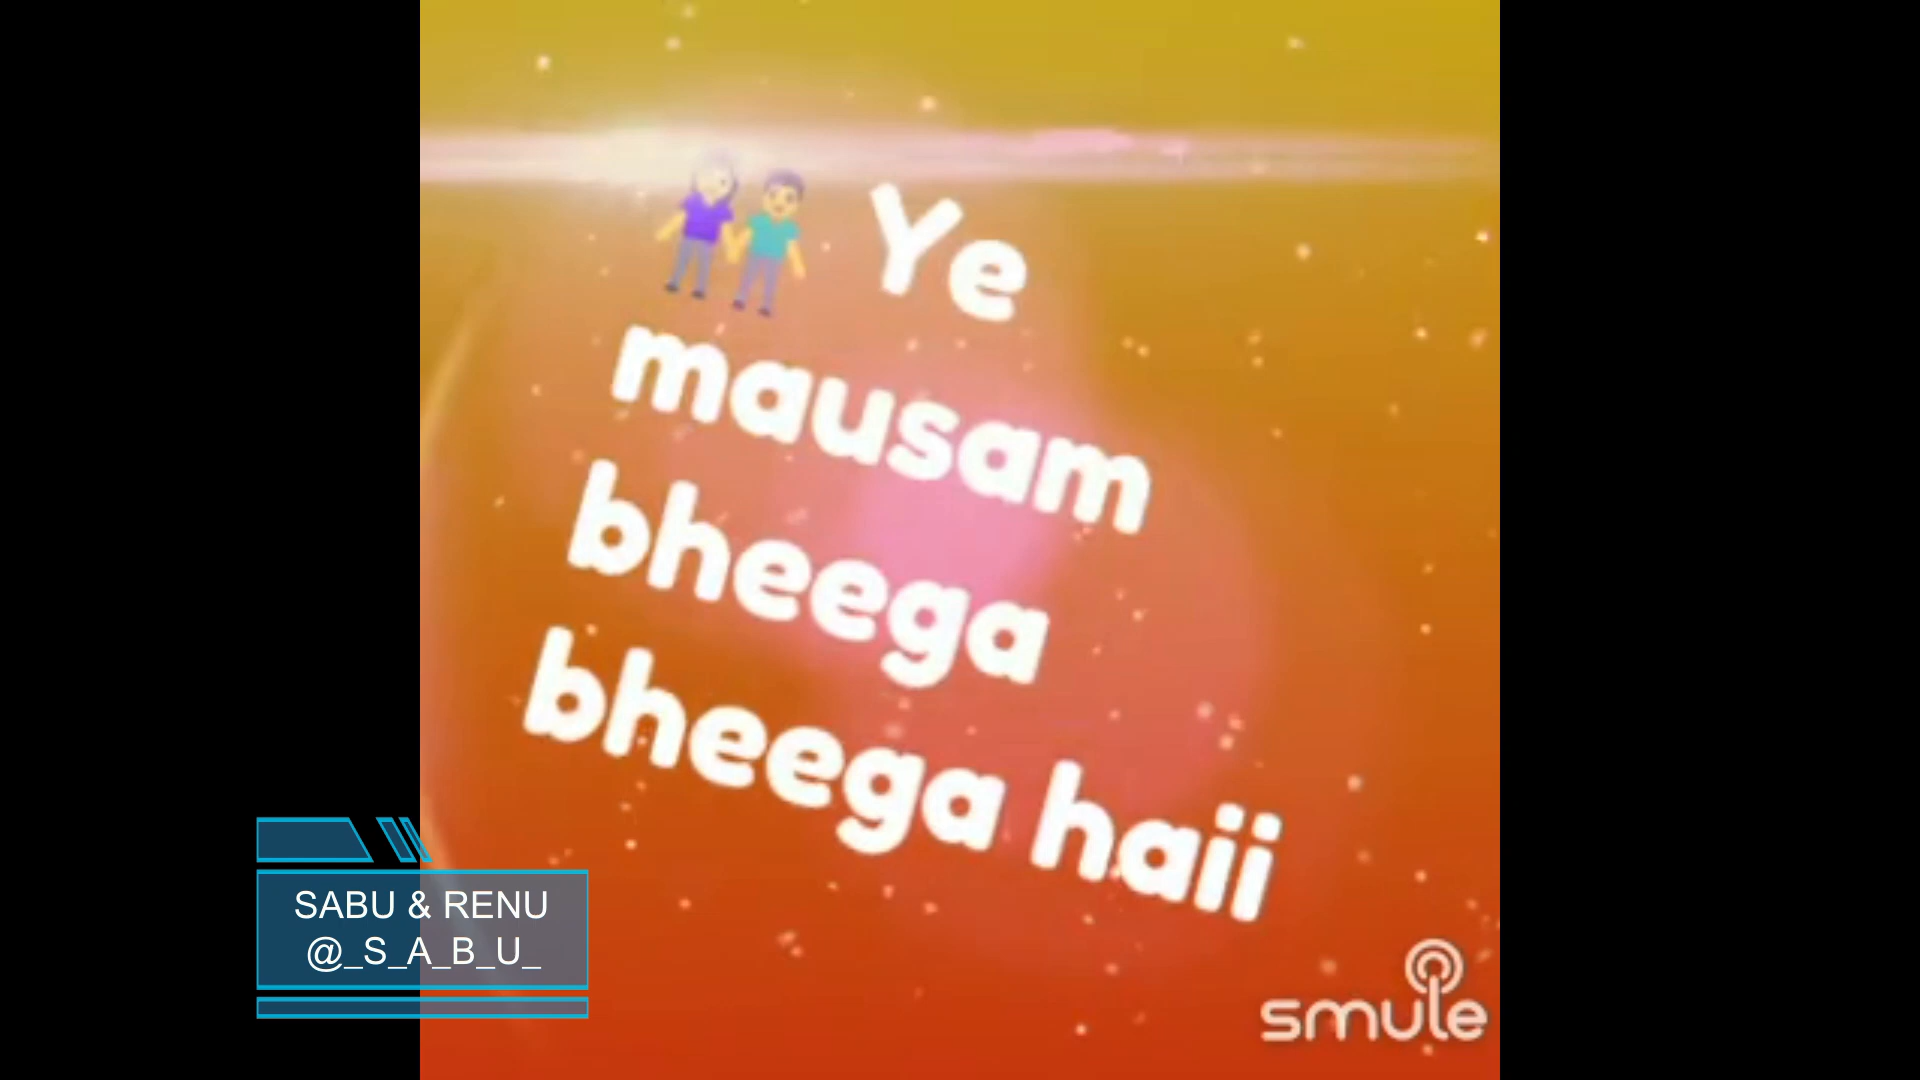 Ye
mausam
bheega
bheega haii
SABU & RENU
@_S_A_B_U_
smule